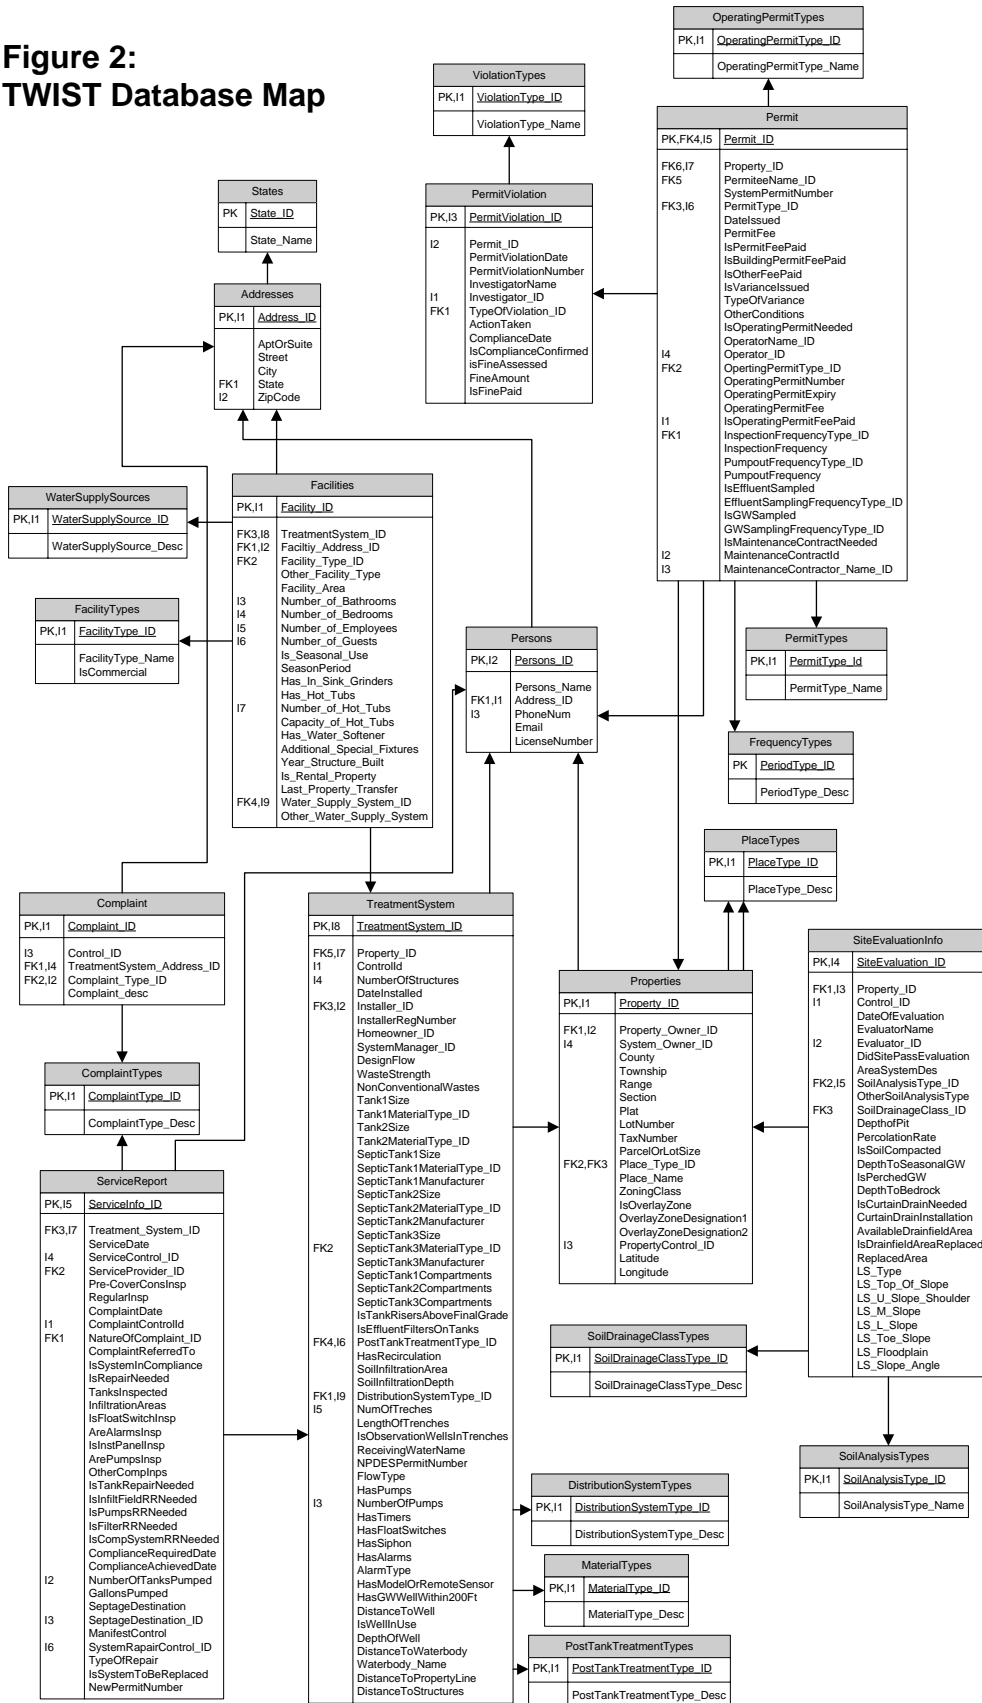 Figure 2:
TWIST Database Map
OperatingPermitTypes
PK,I1 OperatingPermitType_ID
OperatingPermitType_Name
ViolationTypes
PK,I1 ViolationType_ID
ViolationType_Name
Permit
PK,FK4,I5 Permit_ID
FK6,I7 Property_ID
FK5 PermiteeName_ID
SystemPermitNumber
FK3,I6 PermitType_ID
DateIssued
PermitFee
IsPermitFeePaid
IsBuildingPermitFeePaid
IsOtherFeePaid
IsVarianceIssued
TypeOfVariance
OtherConditions
IsOperatingPermitNeeded
OperatorName_ID
I4 Operator_ID
FK2 OpertingPermitType_ID
OperatingPermitNumber
OperatingPermitExpiry
OperatingPermitFee
I1 IsOperatingPermitFeePaid
FK1 InspectionFrequencyType_ID
InspectionFrequency
PumpoutFrequencyType_ID
PumpoutFrequency
IsEffluentSampled
EffluentSamplingFrequencyType_ID
IsGWSampled
GWSamplingFrequencyType_ID
IsMaintenanceContractNeeded
I2 MaintenanceContractId
I3 MaintenanceContractor_Name_ID
States
PK State_ID
State_Name
PermitViolation
PK,I3 PermitViolation_ID
I2 Permit_ID
PermitViolationDate
PermitViolationNumber
InvestigatorName
I1 Investigator_ID
FK1 TypeOfViolation_ID
ActionTaken
ComplianceDate
IsComplianceConfirmed
isFineAssessed
FineAmount
IsFinePaid
Addresses
PK,I1 Address_ID
AptOrSuite
Street
City
FK1 State
I2 ZipCode
Facilities
PK,I1 Facility_ID
FK3,I8 TreatmentSystem_ID
FK1,I2 Faciltiy_Address_ID
FK2 Facility_Type_ID
Other_Facility_Type
Facility_Area
I3 Number_of_Bathrooms
I4 Number_of_Bedrooms
I5 Number_of_Employees
I6 Number_of_Guests
Is_Seasonal_Use
SeasonPeriod
Has_In_Sink_Grinders
Has_Hot_Tubs
I7 Number_of_Hot_Tubs
Capacity_of_Hot_Tubs
Has_Water_Softener
Additional_Special_Fixtures
Year_Structure_Built
Is_Rental_Property
Last_Property_Transfer
FK4,I9 Water_Supply_System_ID
Other_Water_Supply_System
WaterSupplySources
PK,I1 WaterSupplySource_ID
WaterSupplySource_Desc
FacilityTypes
PK,I1 FacilityType_ID
FacilityType_Name
IsCommercial
Persons
PK,I2 Persons_ID
Persons_Name
FK1,I1 Address_ID
I3 PhoneNum
Email
LicenseNumber
PermitTypes
PK,I1 PermitType_Id
PermitType_Name
FrequencyTypes
PK PeriodType_ID
PeriodType_Desc
PlaceTypes
PK,I1 PlaceType_ID
PlaceType_Desc
Complaint
PK,I1 Complaint_ID
I3 Control_ID
FK1,I4 TreatmentSystem_Address_ID
FK2,I2 Complaint_Type_ID
Complaint_desc
TreatmentSystem
PK,I8 TreatmentSystem_ID
FK5,I7 Property_ID
I1 ControlId
I4 NumberOfStructures
DateInstalled
FK3,I2 Installer_ID
InstallerRegNumber
Homeowner_ID
SystemManager_ID
DesignFlow
WasteStrength
NonConventionalWastes
Tank1Size
Tank1MaterialType_ID
Tank2Size
Tank2MaterialType_ID
SepticTank1Size
SepticTank1MaterialType_ID
SepticTank1Manufacturer
SepticTank2Size
SepticTank2MaterialType_ID
SepticTank2Manufacturer
SepticTank3Size
FK2 SepticTank3MaterialType_ID
SepticTank3Manufacturer
SepticTank1Compartments
SepticTank2Compartments
SepticTank3Compartments
IsTankRisersAboveFinalGrade
IsEffluentFiltersOnTanks
FK4,I6 PostTankTreatmentType_ID
HasRecirculation
SoilInfiltrationArea
SoilInfiltrationDepth
FK1,I9 DistributionSystemType_ID
I5 NumOfTreches
LengthOfTrenches
IsObservationWellsInTrenches
ReceivingWaterName
NPDESPermitNumber
FlowType
HasPumps
I3 NumberOfPumps
HasTimers
HasFloatSwitches
HasSiphon
HasAlarms
AlarmType
HasModelOrRemoteSensor
HasGWWellWithin200Ft
DistanceToWell
IsWellInUse
DepthOfWell
DistanceToWaterbody
Waterbody_Name
DistanceToPropertyLine
DistanceToStructures
SiteEvaluationInfo
PK,I4 SiteEvaluation_ID
FK1,I3 Property_ID
I1 Control_ID
DateOfEvaluation
EvaluatorName
I2 Evaluator_ID
DidSitePassEvaluation
AreaSystemDes
FK2,I5 SoilAnalysisType_ID
OtherSoilAnalysisType
FK3 SoilDrainageClass_ID
DepthofPit
PercolationRate
IsSoilCompacted
DepthToSeasonalGW
IsPerchedGW
DepthToBedrock
IsCurtainDrainNeeded
CurtainDrainInstallation
AvailableDrainfieldArea
IsDrainfieldAreaReplaced
ReplacedArea
LS_Type
LS_Top_Of_Slope
LS_U_Slope_Shoulder
LS_M_Slope
LS_L_Slope
LS_Toe_Slope
LS_Floodplain
LS_Slope_Angle
Properties
PK,I1 Property_ID
FK1,I2 Property_Owner_ID
I4 System_Owner_ID
County
Township
Range
Section
Plat
LotNumber
TaxNumber
ParcelOrLotSize
FK2,FK3 Place_Type_ID
Place_Name
ZoningClass
IsOverlayZone
OverlayZoneDesignation1
OverlayZoneDesignation2
I3 PropertyControl_ID
Latitude
Longitude
ComplaintTypes
PK,I1 ComplaintType_ID
ComplaintType_Desc
ServiceReport
PK,I5 ServiceInfo_ID
FK3,I7 Treatment_System_ID
ServiceDate
I4 ServiceControl_ID
FK2 ServiceProvider_ID
Pre-CoverConsInsp
RegularInsp
ComplaintDate
I1 ComplaintControlId
FK1 NatureOfComplaint_ID
ComplaintReferredTo
IsSystemInCompliance
IsRepairNeeded
TanksInspected
InfiltrationAreas
IsFloatSwitchInsp
AreAlarmsInsp
IsInstPanelInsp
ArePumpsInsp
OtherCompInps
IsTankRepairNeeded
IsInfiltFieldRRNeeded
IsPumpsRRNeeded
IsFilterRRNeeded
IsCompSystemRRNeeded
ComplianceRequiredDate
ComplianceAchievedDate
I2 NumberOfTanksPumped
GallonsPumped
SeptageDestination
I3 SeptageDestination_ID
ManifestControl
I6 SystemRapairControl_ID
TypeOfRepair
IsSystemToBeReplaced
NewPermitNumber
SoilDrainageClassTypes
PK,I1 SoilDrainageClassType_ID
SoilDrainageClassType_Desc
SoilAnalysisTypes
PK,I1 SoilAnalysisType_ID
SoilAnalysisType_Name
DistributionSystemTypes
PK,I1 DistributionSystemType_ID
DistributionSystemType_Desc
MaterialTypes
PK,I1 MaterialType_ID
MaterialType_Desc
PostTankTreatmentTypes
PK,I1 PostTankTreatmentType_ID
PostTankTreatmentType_Desc